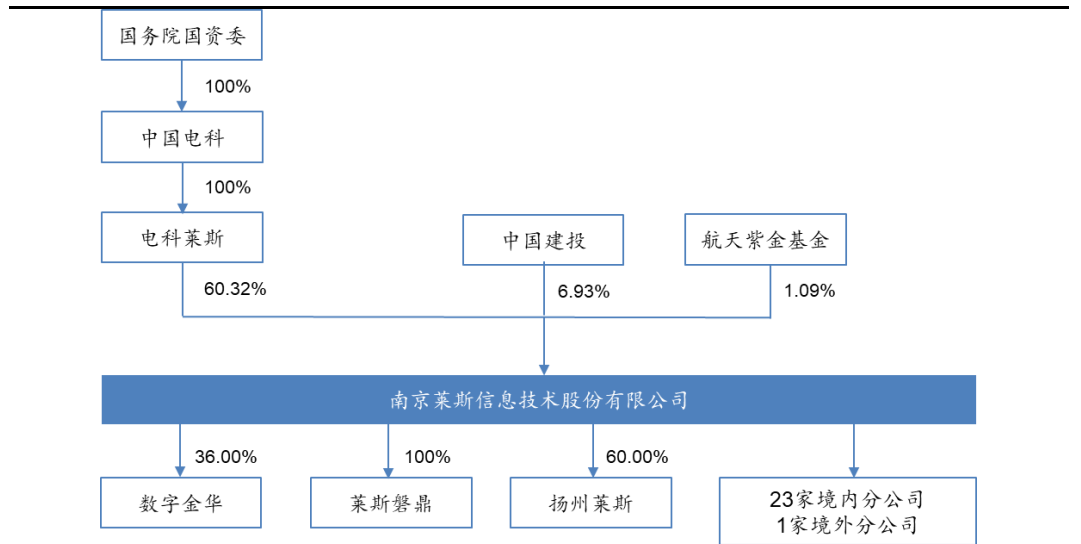 国务院国资委
100%
中国电科
100%
电科莱斯
中国建投
航天紫金基金
60.32%
6.93%
1.09%
南京莱斯信息技术股份有限公司
36.00%
100%
60.00%
数字金华
莱斯磐鼎
扬州莱斯
23家境内分公司
1家境外分公司